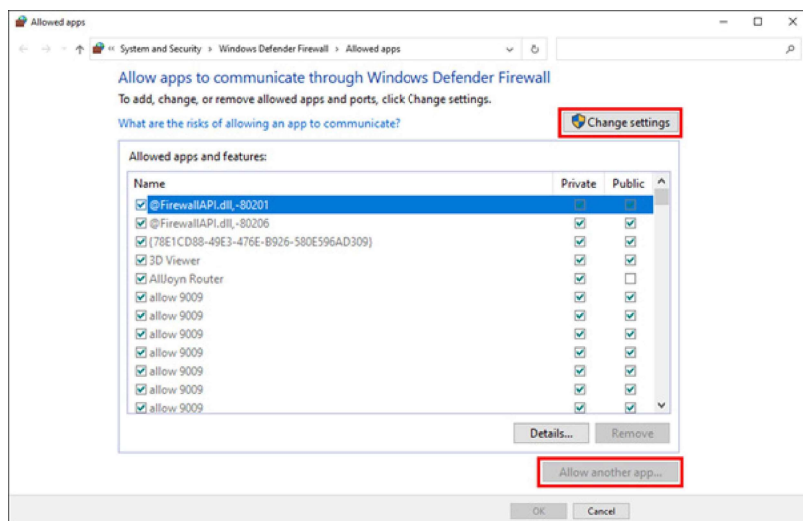 Allowed apps
« System and Security › Windows Defender Firewall › Allowed apps
Allow apps to communicate through Windows Defender Firewall
To add, change, or remove allowed apps and ports, click Change settings.
What are the risks of allowing an app to communicate?
Change settings
Allowed apps and features:
Name Private Public
@FirewallAPI.dll,-80201
@FirewallAPI.dll,-80206
{78E1CD88-49E3-476E-B926-580E596AD309}
3D Viewer
AllJoyn Router
allow 9009
allow 9009
allow 9009
allow 9009
allow 9009
allow 9009
allow 9009
Details... Remove
Allow another app...
OK Cancel